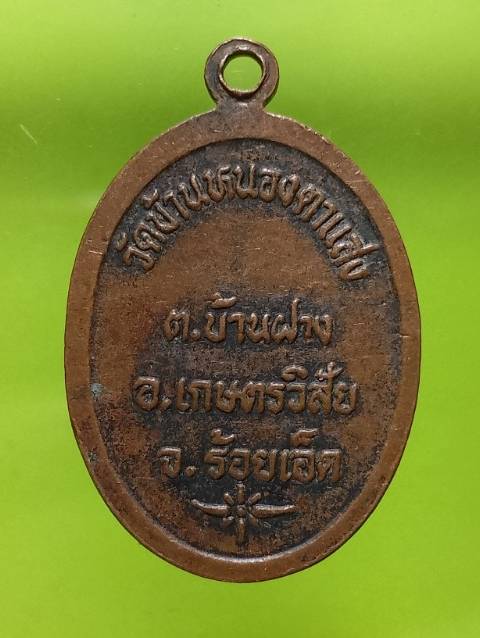 วัดบ้านหนองตาแสง
ต.บ้านฝาง
อ.เกษตรวิสัย
จ.ร้อยเอ็ด